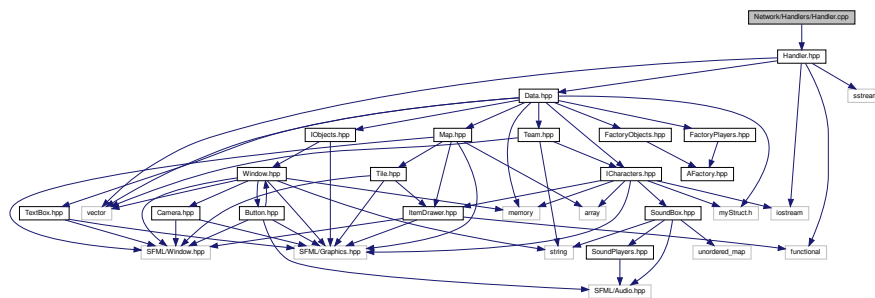 Network/Handlers/Handler.cpp
Handler.hpp
Data.hpp
sstream
IObjects.hpp
Map.hpp
Team.hpp
FactoryObjects.hpp
FactoryPlayers.hpp
Window.hpp
Tile.hpp
ICharacters.hpp
AFactory.hpp
TextBox.hpp
vector
Camera.hpp
Button.hpp
ItemDrawer.hpp
memory
array
SoundBox.hpp
myStruct.h
iostream
SFML/Window.hpp
SFML/Graphics.hpp
string
SoundPlayers.hpp
unordered_map
functional
SFML/Audio.hpp